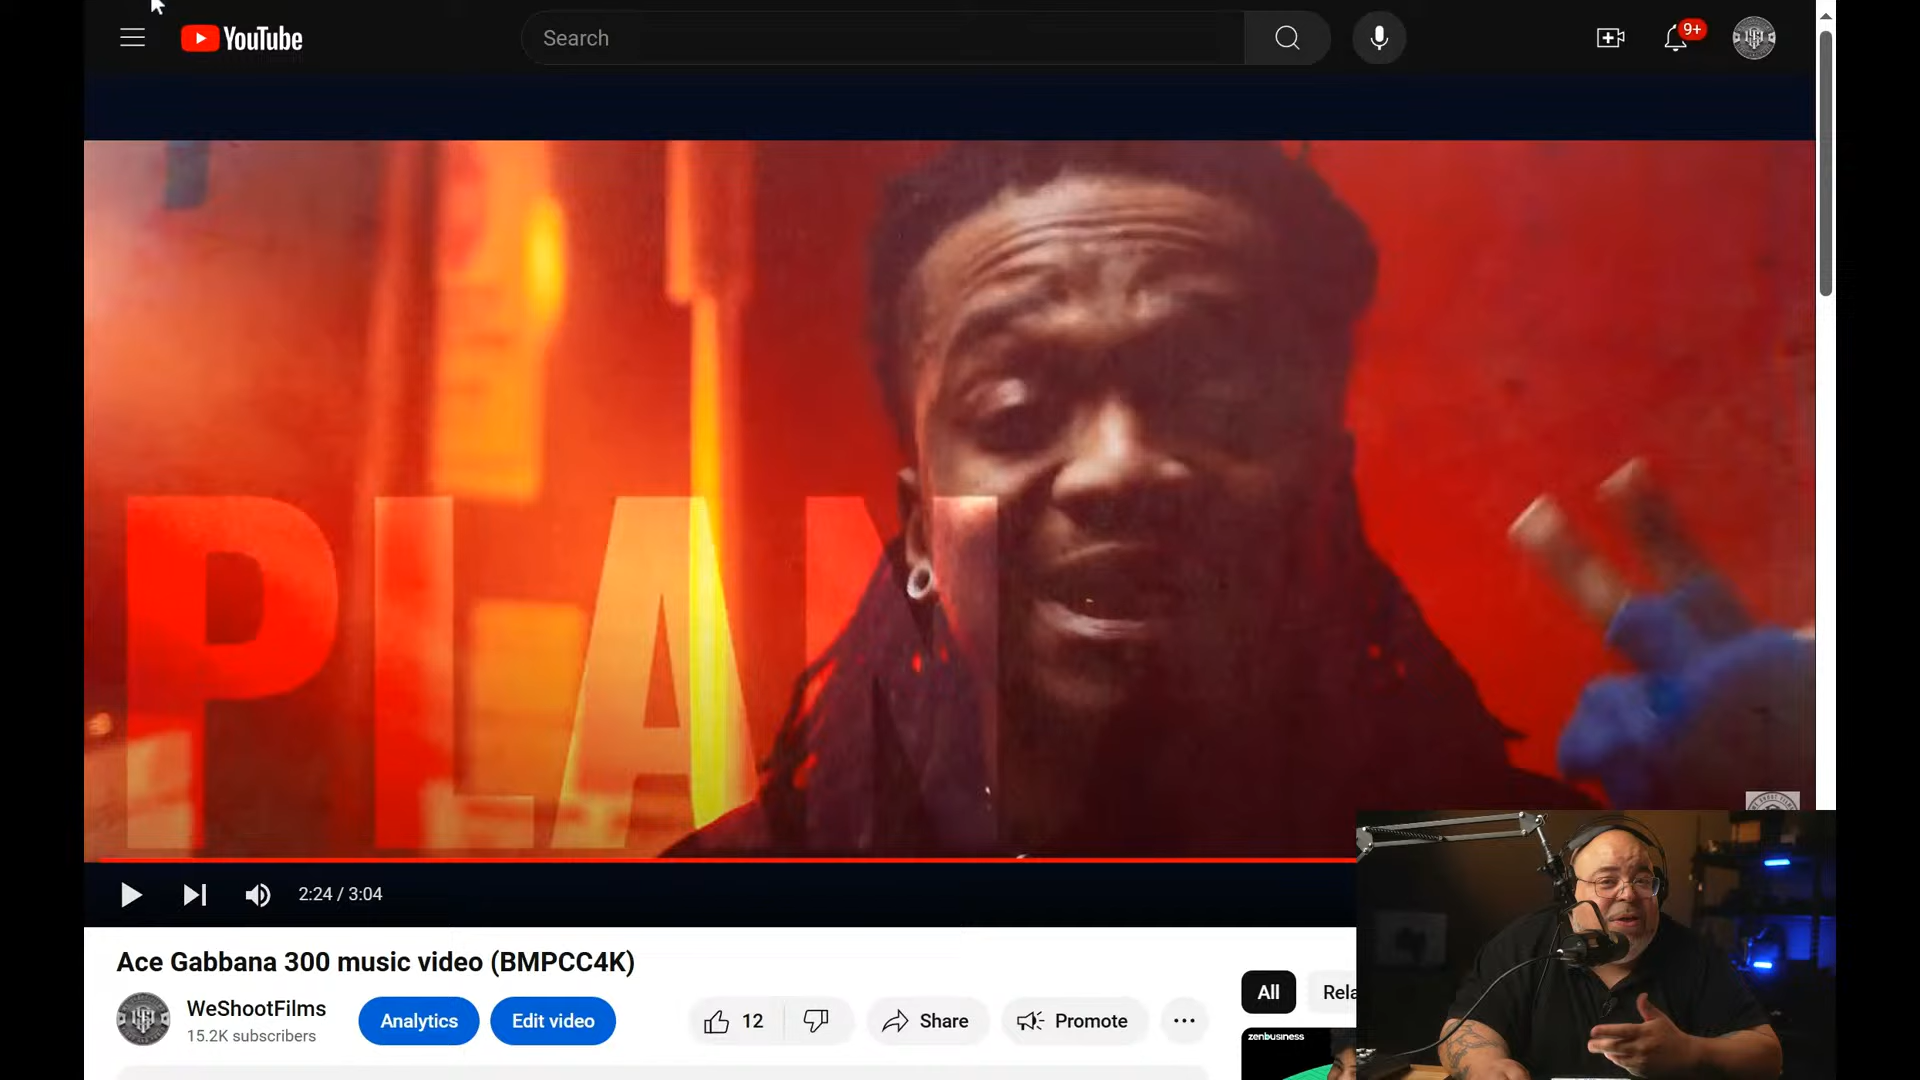 YouTube
Search
9+
PLAN
2:24 / 3:04
Ace Gabbana 300 music video (BMPCC4K)
WeShootFilms
15.2K subscribers
Analytics
Edit video
12
Share
Promote
All
Rela
zenbusiness